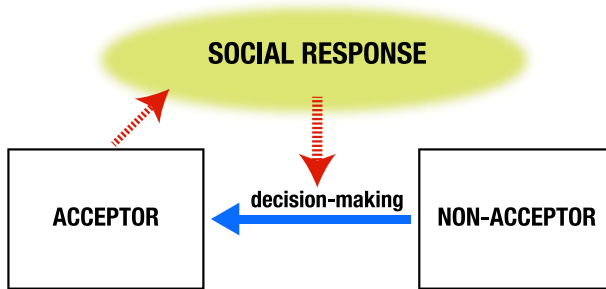 SOCIAL RESPONSE
decision-making
ACCEPTOR
NON-ACCEPTOR